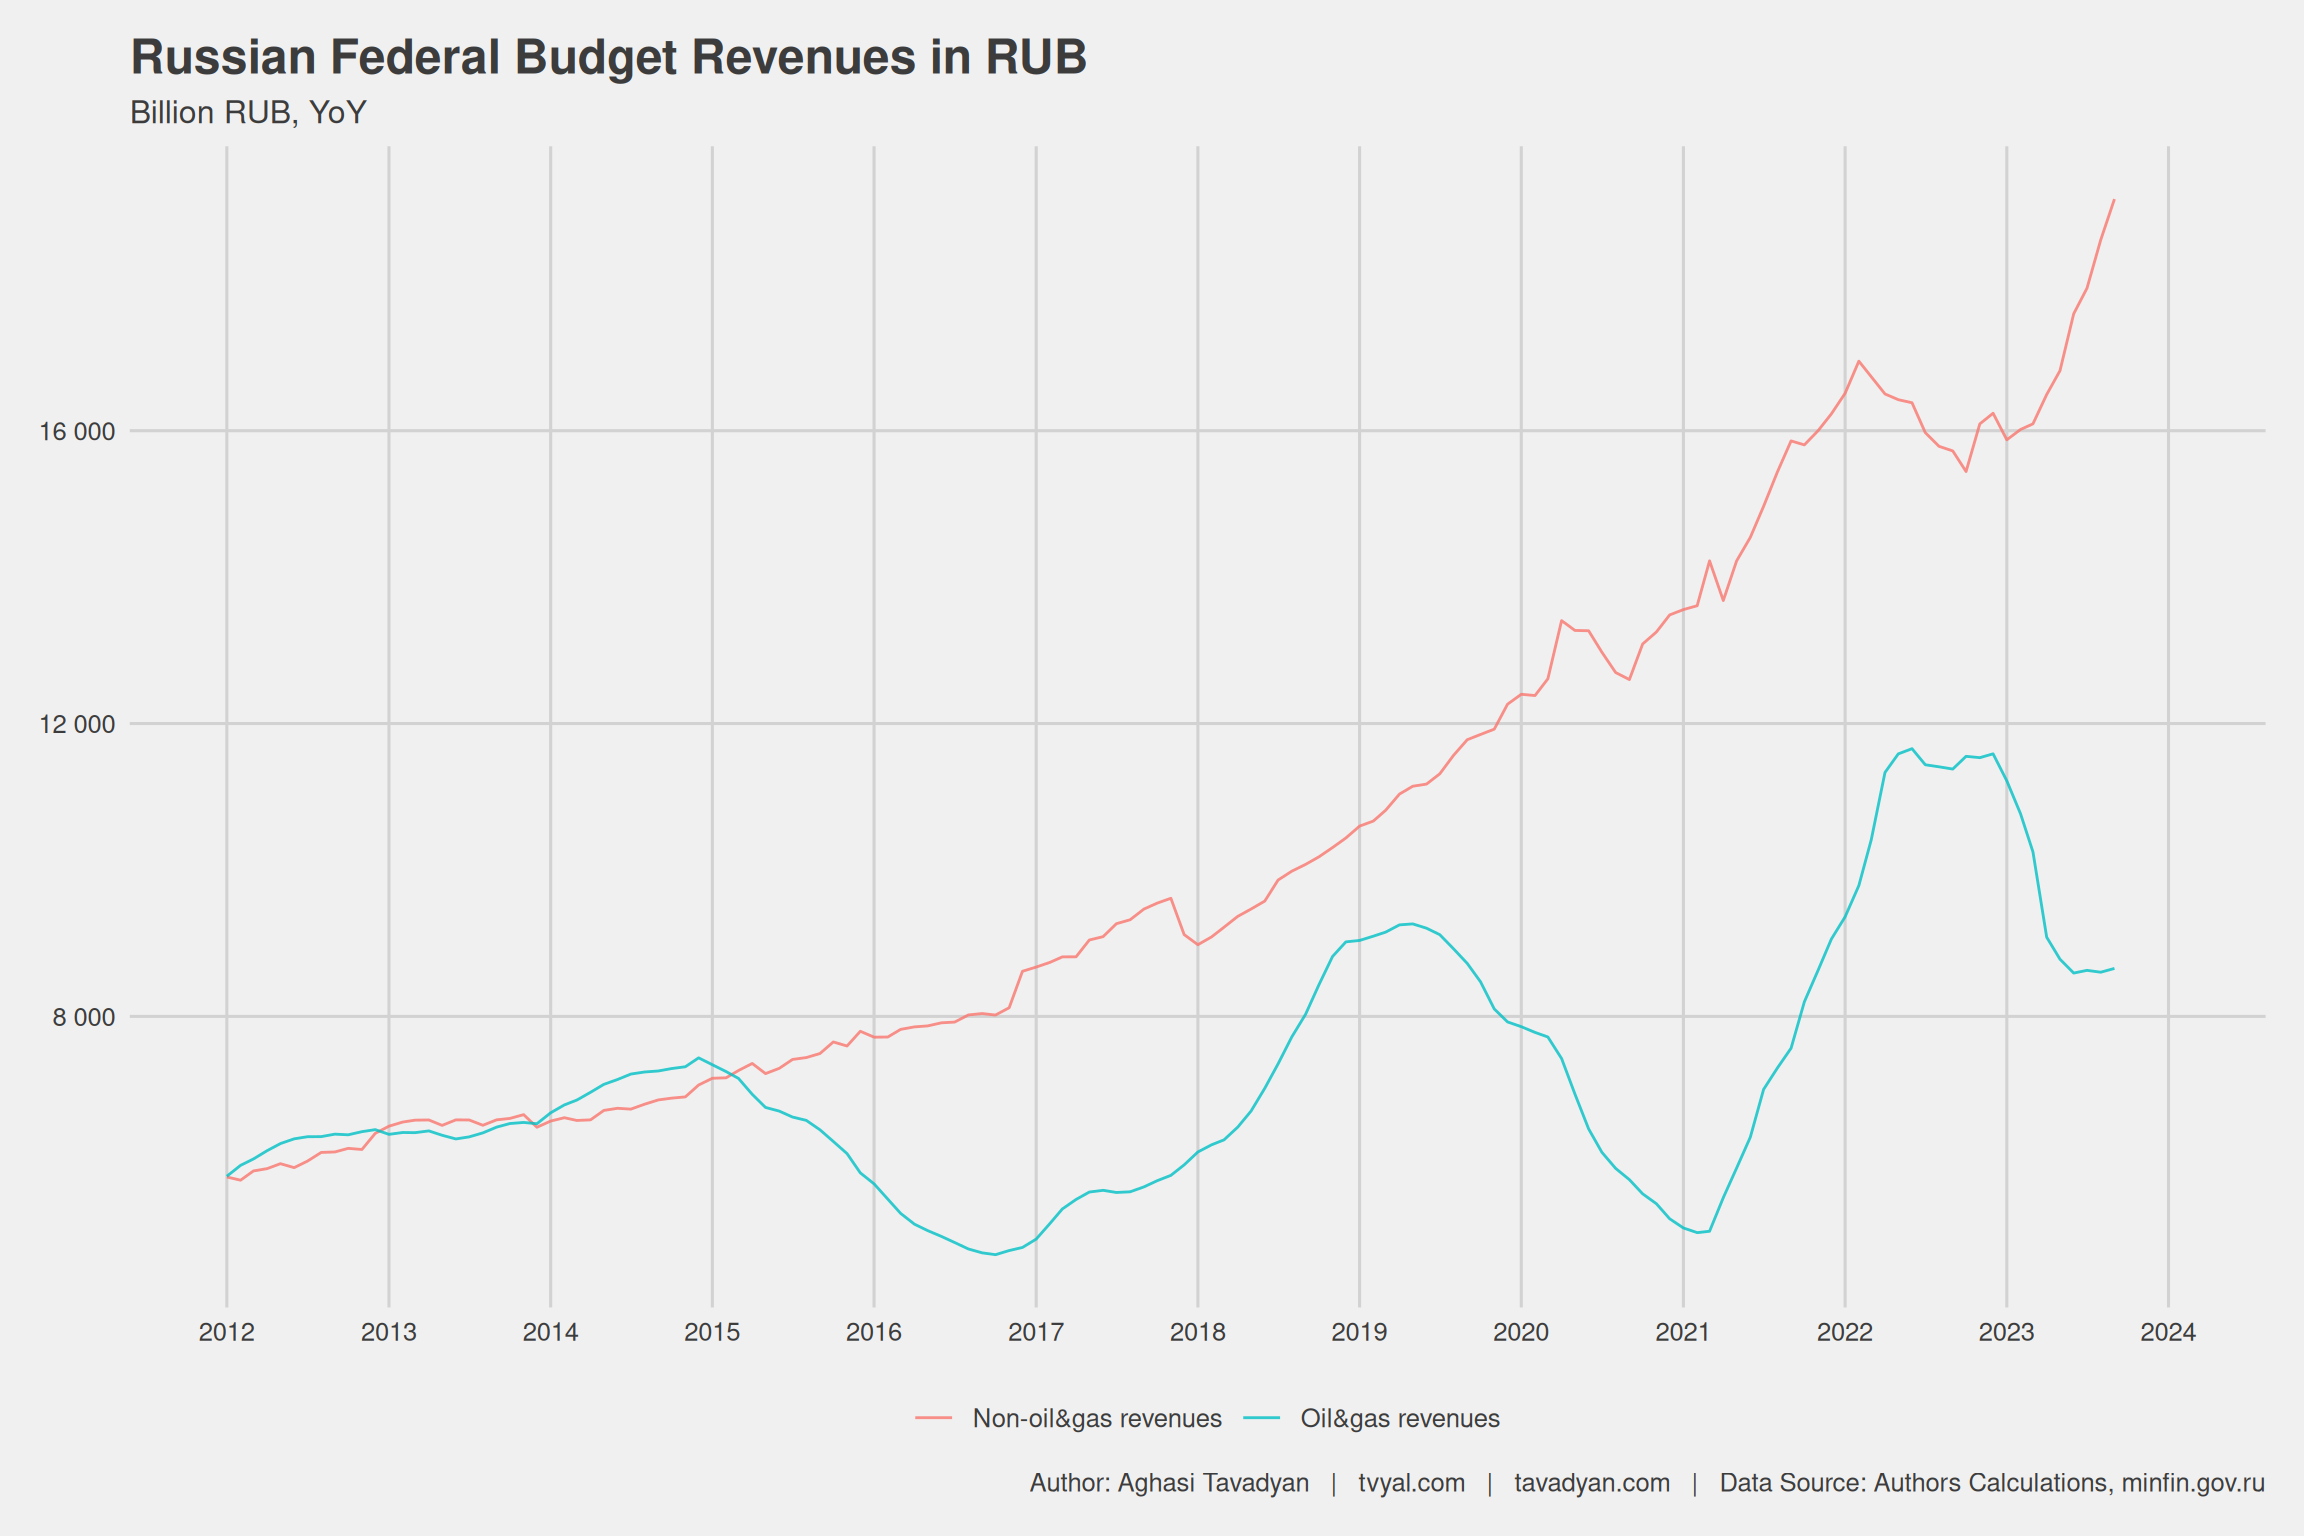 Russian Federal Budget Revenues in RUB
Billion RUB, YoY
16 000
12 000
8 000
2012 2013 2014 2015 2016 2017 2018 2019 2020 2021 2022 2023 2024
Non-oil&gas revenues Oil&gas revenues
Author: Aghasi Tavadyan | tvyal.com | tavadyan.com | Data Source: Authors Calculations, minfin.gov.ru